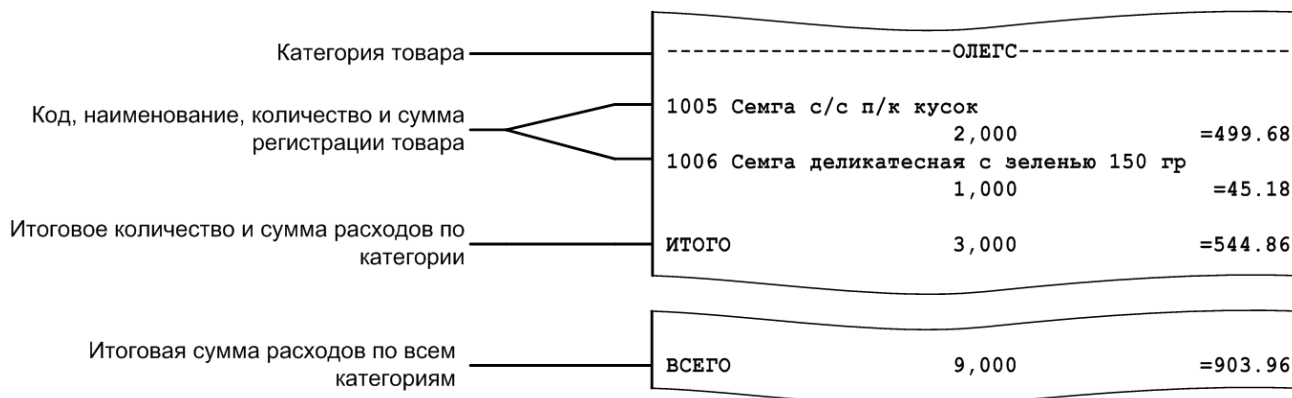 Категория товара
--------------------ОЛЕГС--------------------
Код, наименование, количество и сумма
регистрации товара
1005 Семга с/с п/к кусок
2,000 =499.68
1006 Семга деликатесная с зеленью 150 гр
1,000 =45.18
Итоговое количество и сумма расходов по
категории
ИТОГО 3,000 =544.86
Итоговая сумма расходов по всем
категориям
ВСЕГО 9,000 =903.96